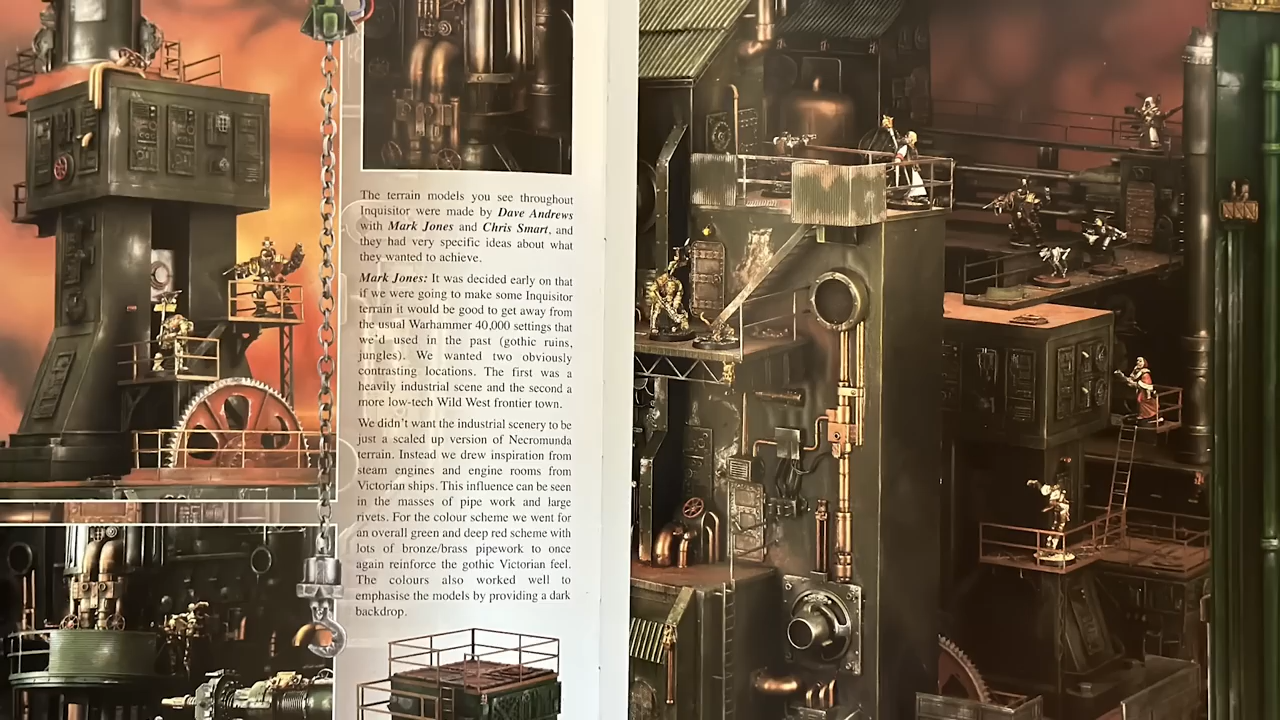 The terrain models you see throughout
Inquisitor were made by Dave Andrews
with Mark Jones and Chris Smart, and
they had very specific ideas about what
they wanted to achieve.
Mark Jones: It was decided early on that
if we were going to make some Inquisitor
terrain it would be good to get away from
the usual Warhammer 40,000 settings that
we'd used in the past (gothic ruins,
jungles). We wanted two obviously
contrasting locations. The first was a
heavily industrial scene and the second a
more low-tech Wild West frontier town.
We didn't want the industrial scenery to be
just a scaled up version of Necromunda
terrain. Instead we drew inspiration from
steam engines and engine rooms from
Victorian ships. This influence can be seen
in the masses of pipe work and large
rivets. For the colour scheme we went for
an overall green and deep red scheme with
lots of bronze/brass pipework to once
again reinforce the gothic Victorian feel.
The colours also worked well to
emphasise the models by providing a dark
backdrop.